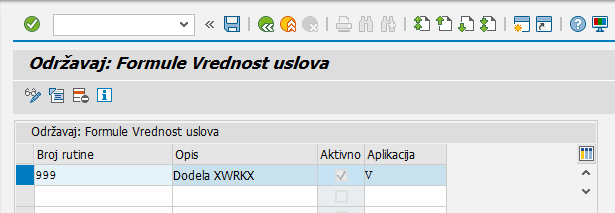 Održavaj: Formule Vrednost uslova
Održavaj: Formule Vrednost uslova
Broj rutine Opis Aktivno Aplikacija
999 Dodela XWRKX V